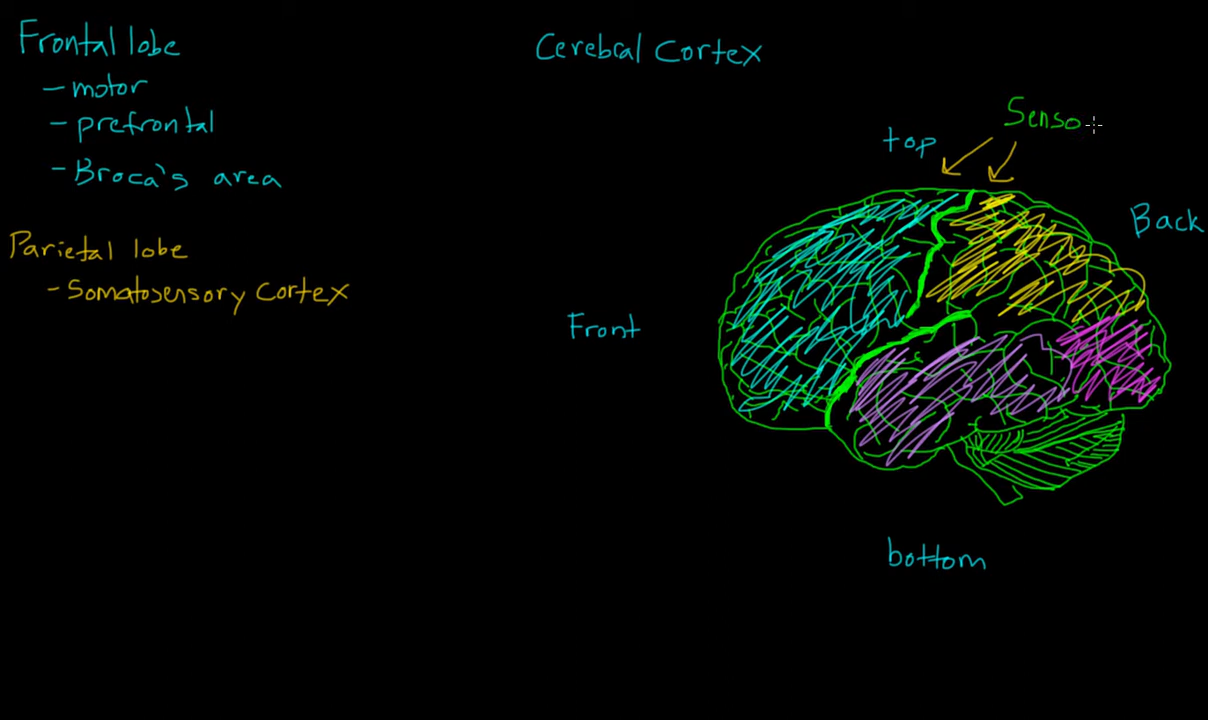 Frontal lobe
- motor
- prefrontal
- Broca's area
Parietal lobe
- Somatosensory Cortex
Cerebral Cortex
Senso
top
Back
Front
bottom